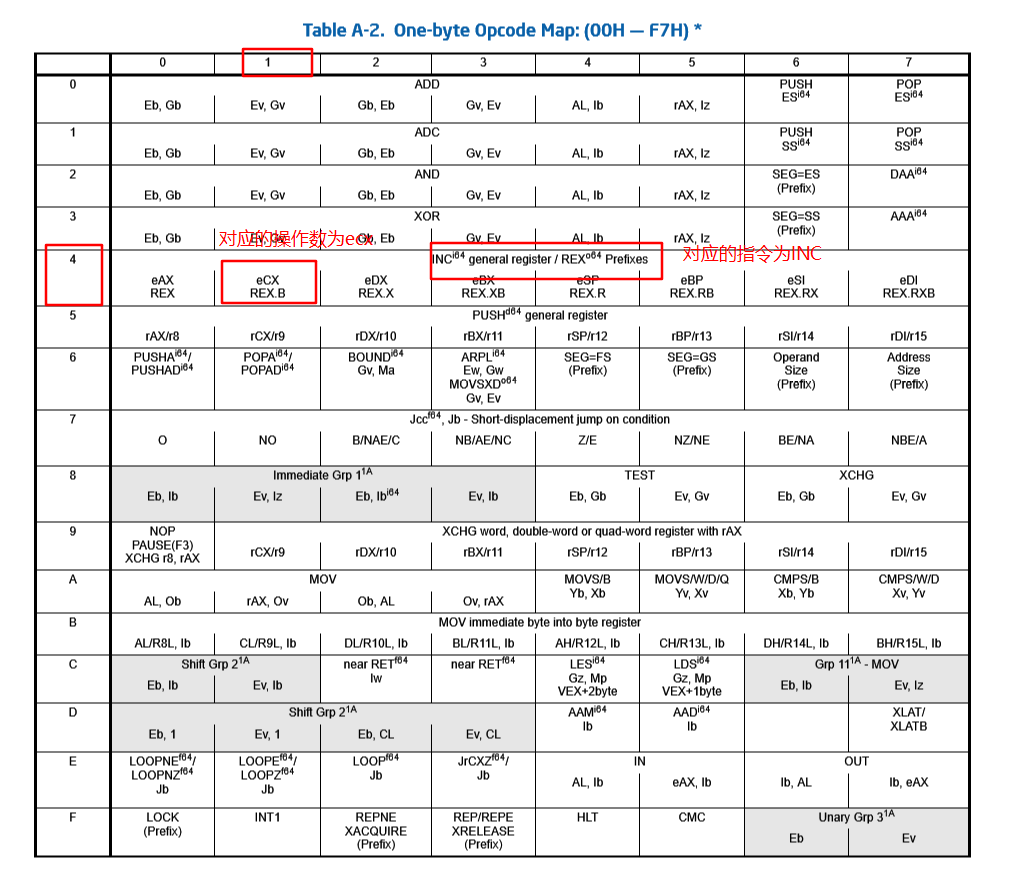 Table A-2. One-byte Opcode Map: (00H — F7H) *
0 1 2 3 4 5 6 7
0 ADD PUSH ES^i64 POP ES^i64
Eb, Gb Ev, Gv Gb, Eb Gv, Ev AL, Ib rAX, Iz
1 ADC PUSH SS^i64 POP SS^i64
Eb, Gb Ev, Gv Gb, Eb Gv, Ev AL, Ib rAX, Iz
2 AND SEG=ES (Prefix) DAA^i64
Eb, Gb Ev, Gv Gb, Eb Gv, Ev AL, Ib rAX, Iz
3 XOR SEG=SS (Prefix) AAA^i64
Eb, Gb Ev, Gv Gb, Eb Gv, Ev AL, Ib rAX, Iz
对应的操作数为ecx
对应的指令为INC
4 INC^i64 general register / REX^o64 Prefixes
eAX eCX eDX eBX eSP eBP eSI eDI
REX REX.B REX.X REX.XB REX.R REX.RB REX.RX REX.RXB
5 PUSH^d64 general register
rAX/r8 rCX/r9 rDX/r10 rBX/r11 rSP/r12 rBP/r13 rSI/r14 rDI/r15
6 PUSHA^i64/ POPA^i64/ BOUND^i64 ARPL^i64 SEG=FS SEG=GS Operand Address
PUSHAD^i64 POPAD^i64 Gv, Ma Ew, Gw (Prefix) (Prefix) Size Size
MOVSXD^o64 (Prefix) (Prefix)
Gv, Ev
7 Jcc^f64, Jb - Short-displacement jump on condition
O NO B/NAE/C NB/AE/NC Z/E NZ/NE BE/NA NBE/A
8 Immediate Grp 1^1A TEST XCHG
Eb, Ib Ev, Iz Eb, Ib^i64 Ev, Ib Eb, Gb Ev, Gv Eb, Gb Ev, Gv
9 NOP XCHG word, double-word or quad-word register with rAX
PAUSE(F3)
XCHG r8, rAX rCX/r9 rDX/r10 rBX/r11 rSP/r12 rBP/r13 rSI/r14 rDI/r15
A MOV MOVS/B MOVS/W/D/Q CMPS/B CMPS/W/D
Yb, Xb Yv, Xv Xb, Yb Xv, Yv
AL, Ob rAX, Ov Ob, AL Ov, rAX
B MOV immediate byte into byte register
AL/R8L, Ib CL/R9L, Ib DL/R10L, Ib BL/R11L, Ib AH/R12L, Ib CH/R13L, Ib DH/R14L, Ib BH/R15L, Ib
C Shift Grp 2^1A near RET^f64 near RET^f64 LES^i64 LDS^i64 Grp 11^1A - MOV
Eb, Ib Ev, Ib Iw Gz, Mp Gz, Mp Eb, Ib Ev, Iz
VEX+2byte VEX+1byte
D Shift Grp 2^1A AAM^i64 AAD^i64 XLAT/
Ib Ib XLATB
Eb, 1 Ev, 1 Eb, CL Ev, CL
E LOOPNE^f64/ LOOPE^f64/ LOOP^f64 JrCXZ^f64/ IN OUT
LOOPNZ^f64 LOOPZ^f64 Jb Jb
Jb Jb AL, Ib eAX, Ib Ib, AL Ib, eAX
F LOCK INT1 REPNE REP/REPE HLT CMC Unary Grp 3^1A
(Prefix) XACQUIRE XRELEASE Eb Ev
(Prefix) (Prefix)